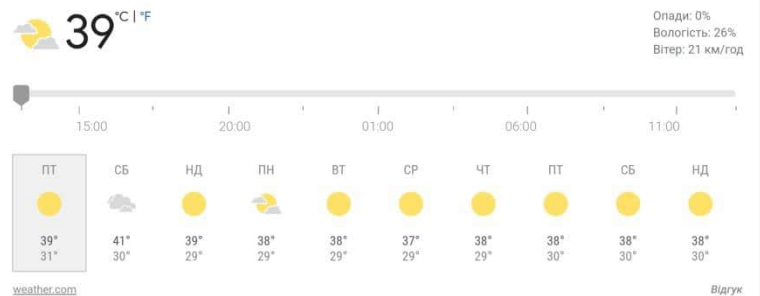 39 °C | °F
Опади: 0%
Вологість: 26%
Вітер: 21 км/год
15:00 20:00 01:00 06:00 11:00
ПТ СБ НД ПН ВТ СР ЧТ ПТ СБ НД
39° 41° 39° 38° 38° 37° 38° 38° 38° 38°
31° 30° 29° 29° 29° 29° 29° 30° 30° 30°
weather.com Відгук